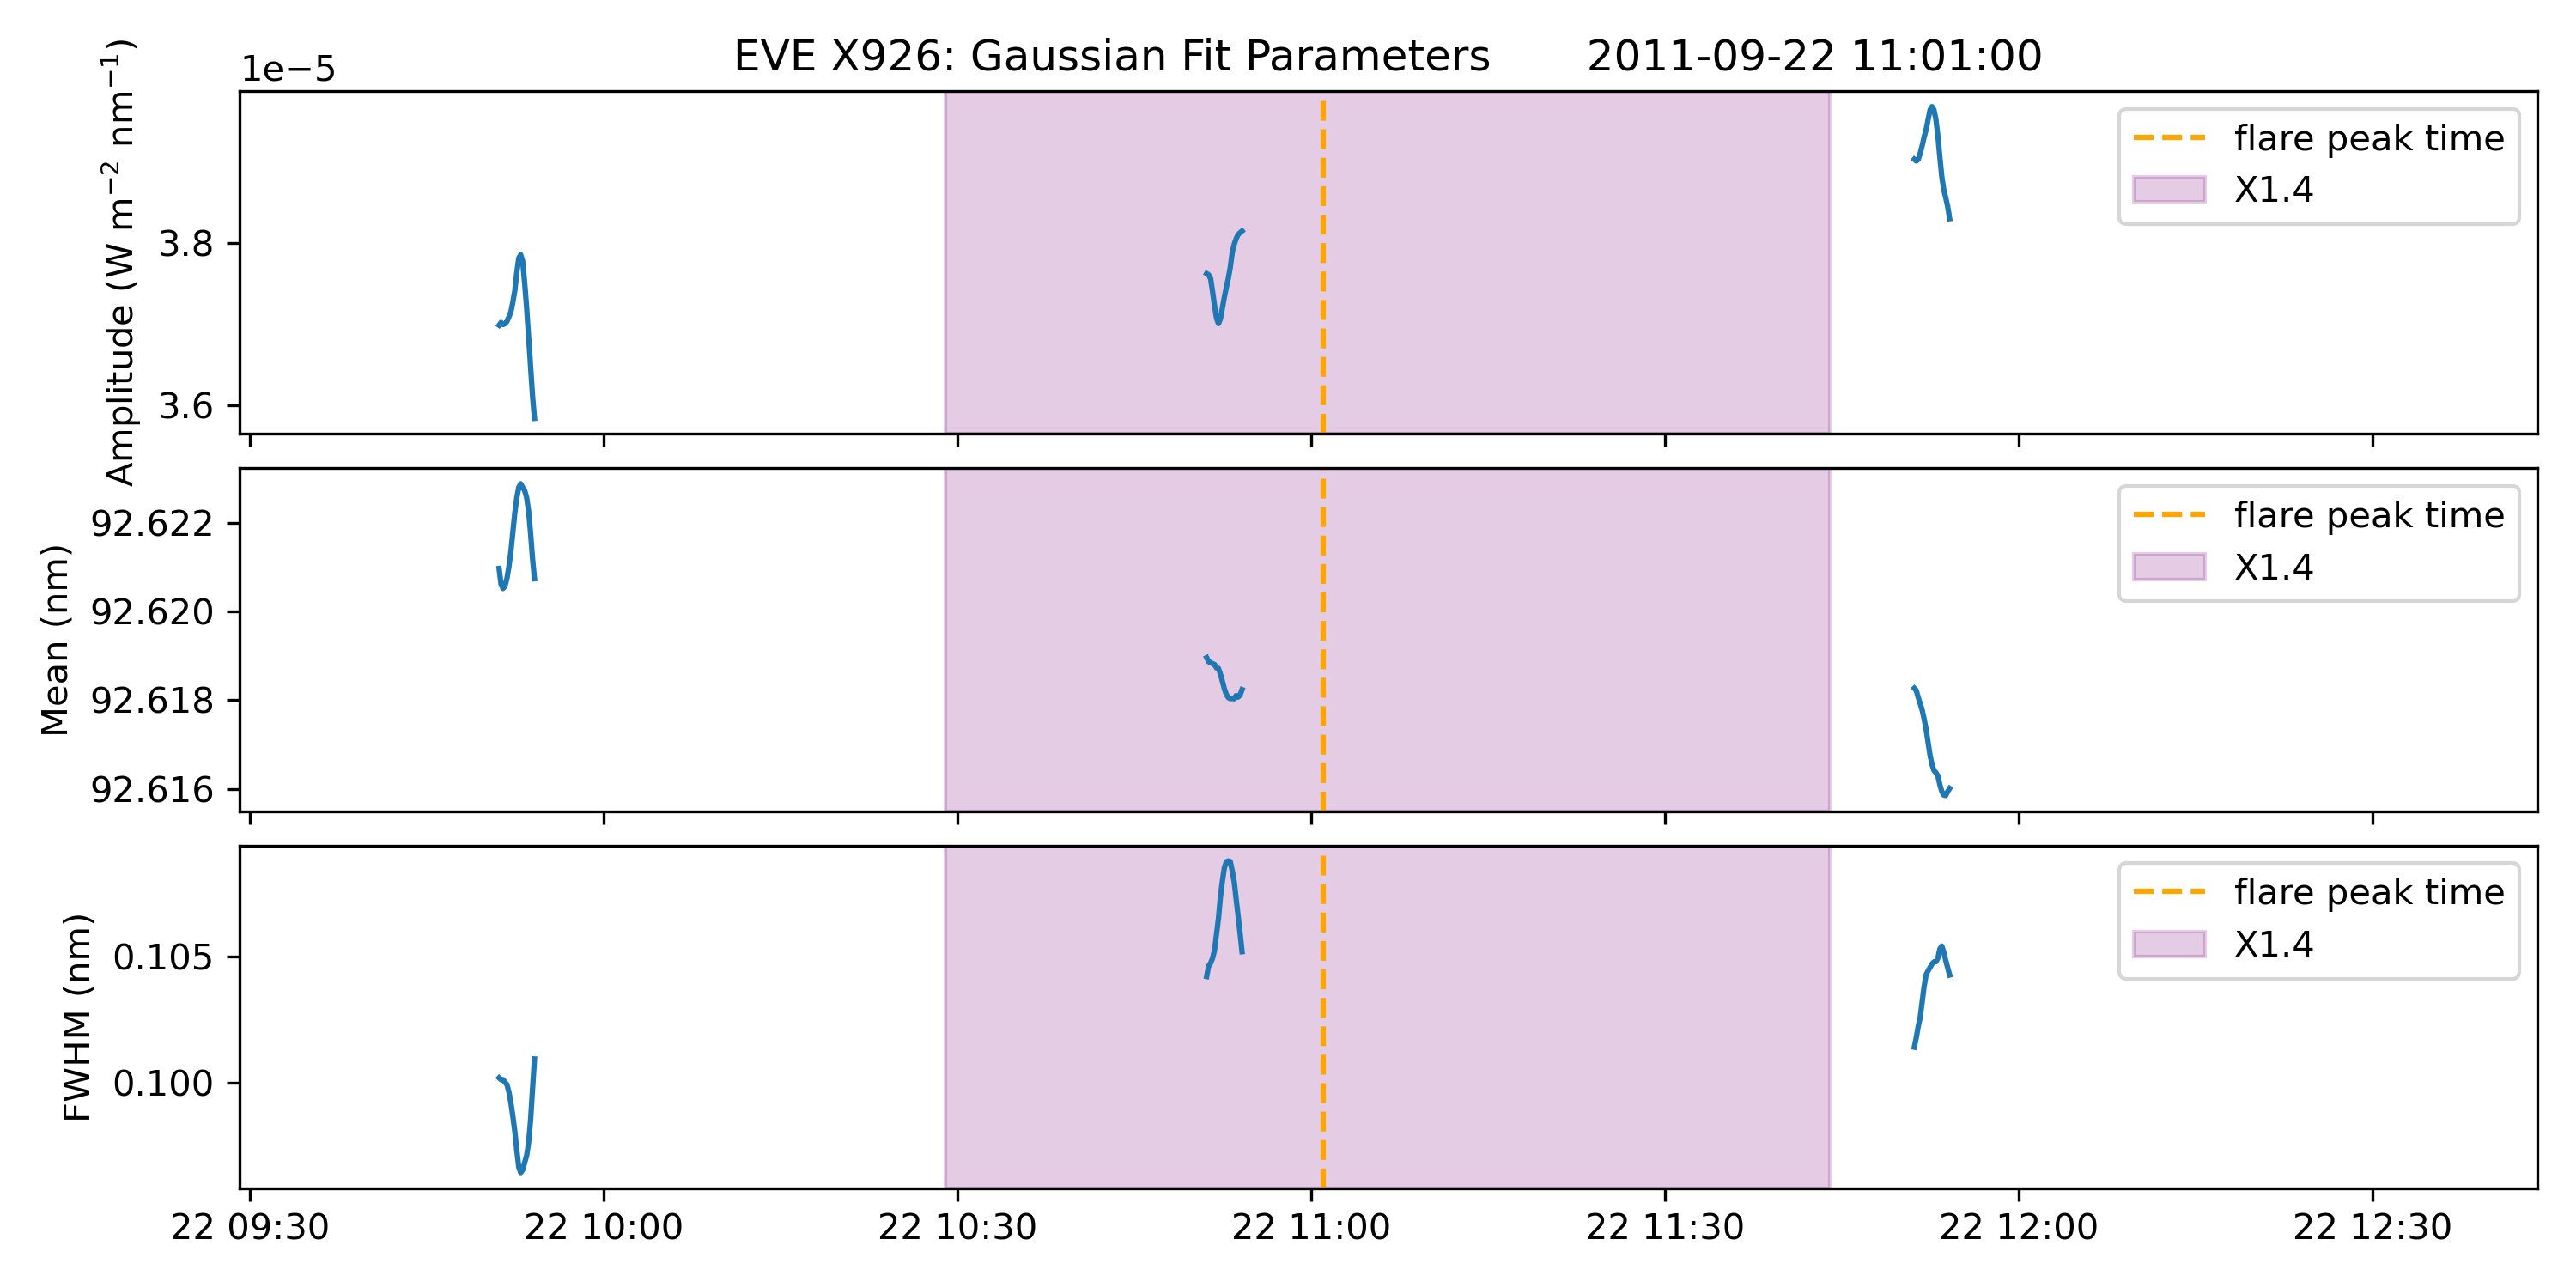 EVE X926: Gaussian Fit Parameters 2011-09-22 11:01:00
1e−5
Amplitude (W m⁻² nm⁻¹)
3.8
3.6
flare peak time
X1.4
Mean (nm)
92.622
92.620
92.618
92.616
flare peak time
X1.4
FWHM (nm)
0.105
0.100
flare peak time
X1.4
22 09:30 22 10:00 22 10:30 22 11:00 22 11:30 22 12:00 22 12:30